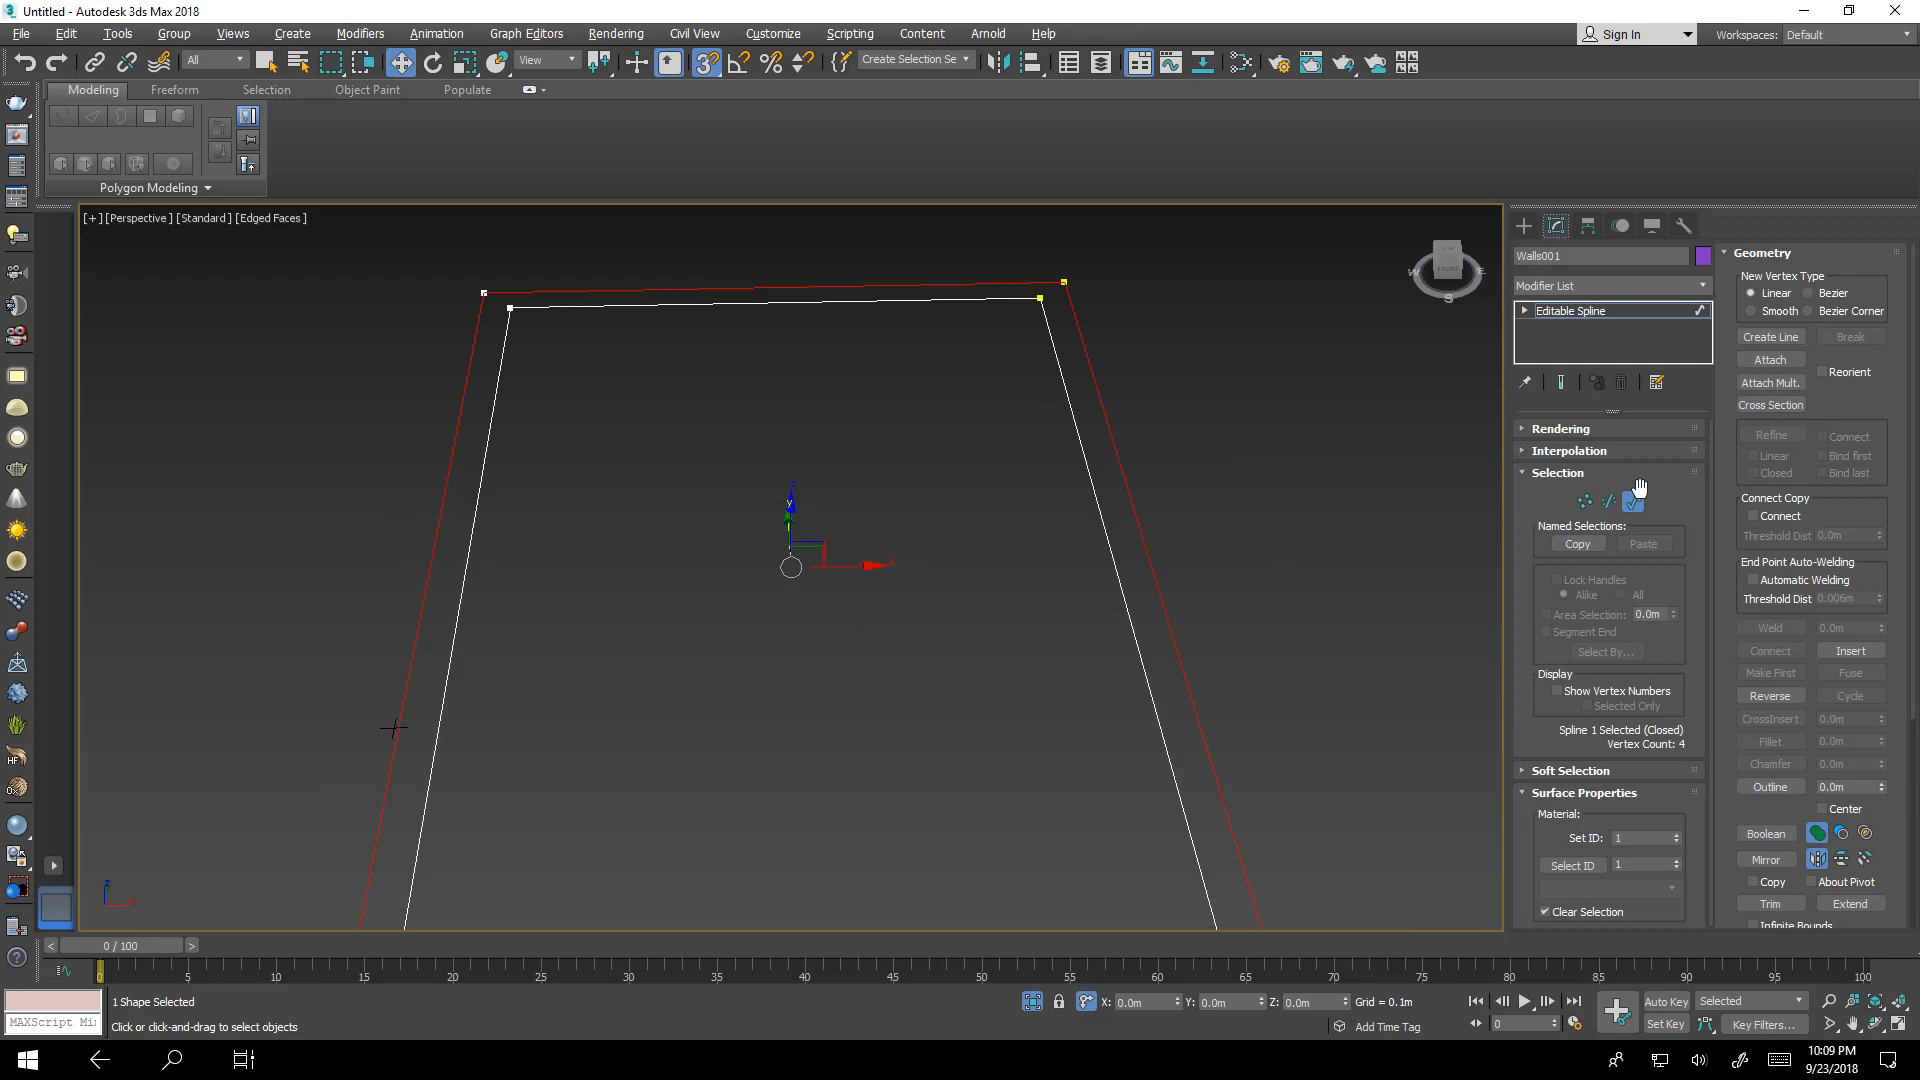 Untitled - Autodesk 3ds Max 2018
File Edit Tools Group Views Create Modifiers Animation Graph Editors Rendering Civil View Customize Scripting Content Arnold Help
Sign In
Workspaces: Default
All
View
Create Selection Se
Modeling Freeform Selection Object Paint Populate
Polygon Modeling
[+] [Perspective] [Standard] [Edged Faces]
Walls001
Modifier List
Editable Spline
Rendering
Interpolation
Selection
Named Selections:
Copy Paste
Lock Handles
Alike All
Area Selection: 0.0m
Segment End
Select By...
Display
Show Vertex Numbers
Selected Only
Spline 1 Selected (Closed)
Vertex Count: 4
Soft Selection
Surface Properties
Material:
Set ID: 1
Select ID 1
Clear Selection
Geometry
New Vertex Type
Linear Bezier
Smooth Bezier Corner
Create Line Break
Attach
Reorient
Attach Mult.
Cross Section
Refine Connect
Linear Bind first
Closed Bind last
Connect Copy
Connect
Threshold Dist 0.0m
End Point Auto-Welding
Automatic Welding
Threshold Dist 0.006m
Weld 0.0m
Connect Insert
Make First Fuse
Reverse Cycle
CrossInsert 0.0m
Fillet 0.0m
Chamfer 0.0m
Outline 0.0m
Center
Boolean
Mirror
Copy About Pivot
Trim Extend
Infinite Bounds
0 / 100
0 5 10 15 20 25 30 35 40 45 50 55 60 65 70 75 80 85 90 95 100
1 Shape Selected
Click or click-and-drag to select objects
MAXScript Mi
X: 0.0m Y: 0.0m Z: 0.0m Grid = 0.1m
Add Time Tag
0
Auto Key Selected
Set Key Key Filters...
10:09 PM
9/23/2018